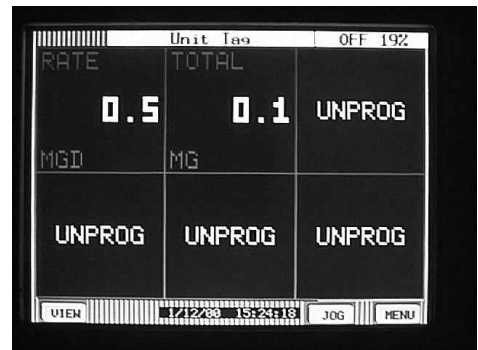 Unit Tag OFF 19%
RATE TOTAL
0.5 0.1 UNPROG
MGD MG
UNPROG UNPROG UNPROG
VIEW 1/12/00 15:24:18 JOG MENU